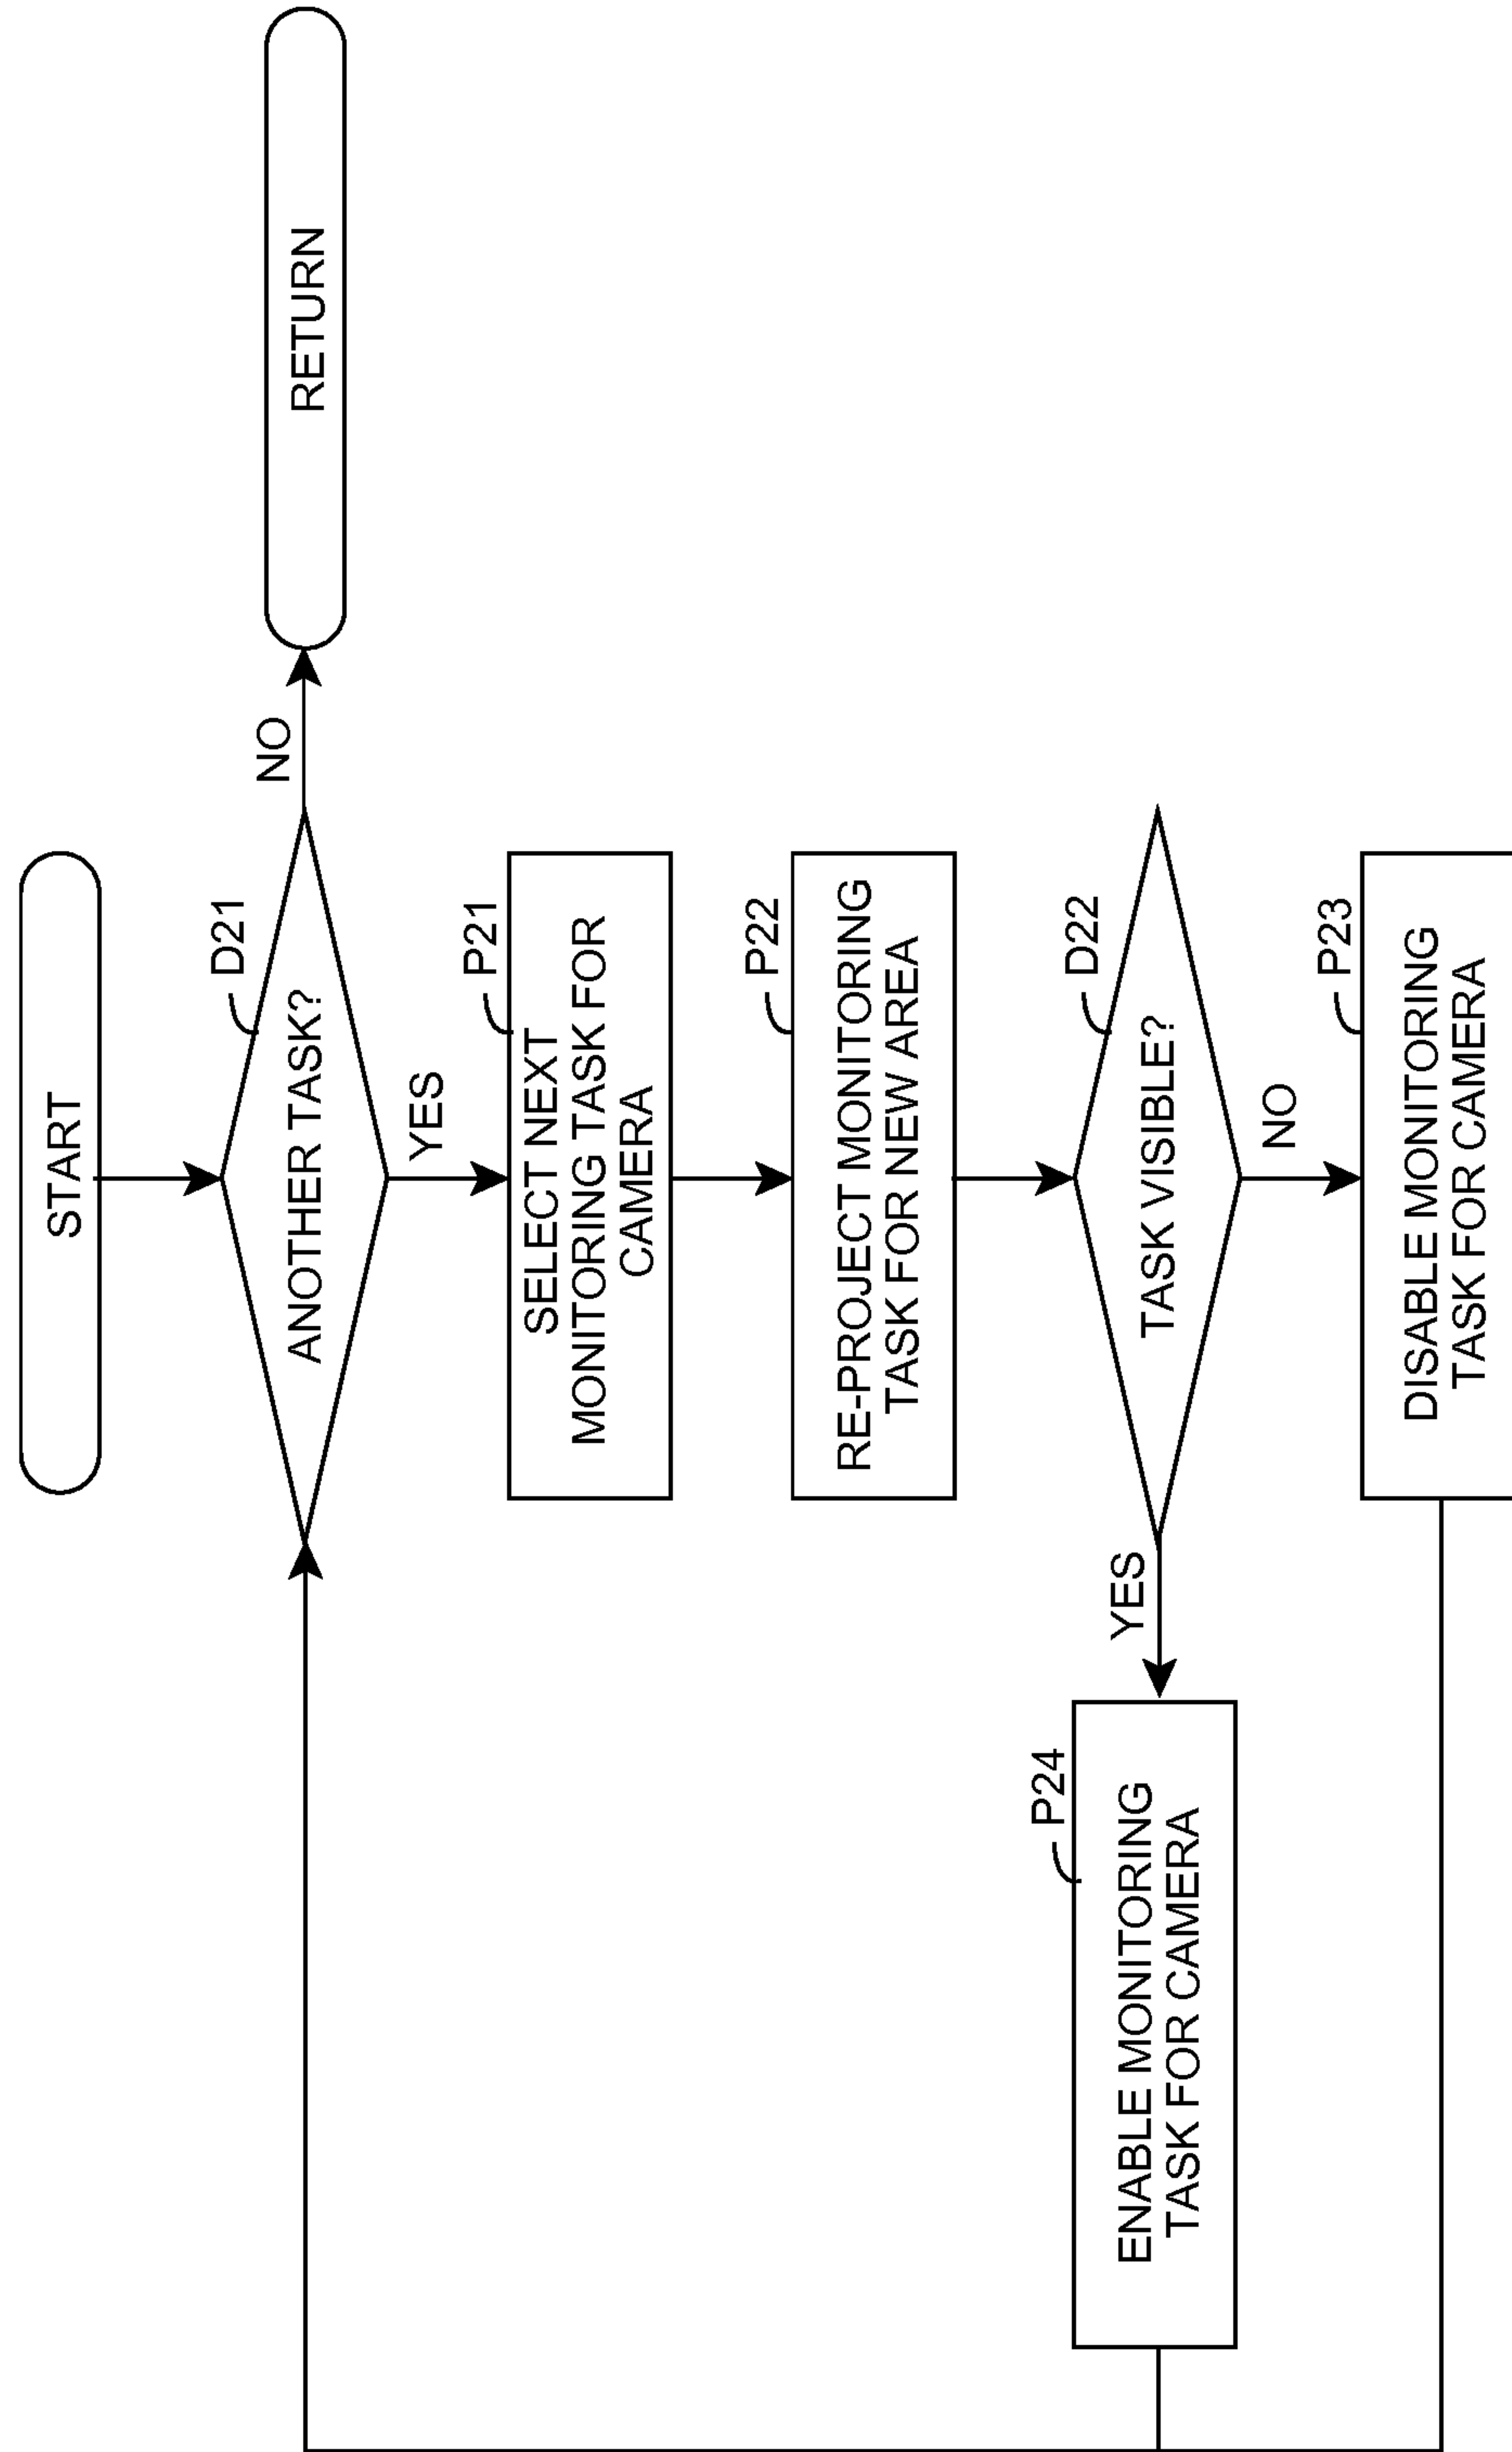 START
D21
ANOTHER TASK?
NO
RETURN
YES
P21
SELECT NEXT
MONITORING TASK FOR
CAMERA
P22
RE-PROJECT MONITORING
TASK FOR NEW AREA
D22
TASK VISIBLE?
YES
P24
ENABLE MONITORING
TASK FOR CAMERA
NO
P23
DISABLE MONITORING
TASK FOR CAMERA